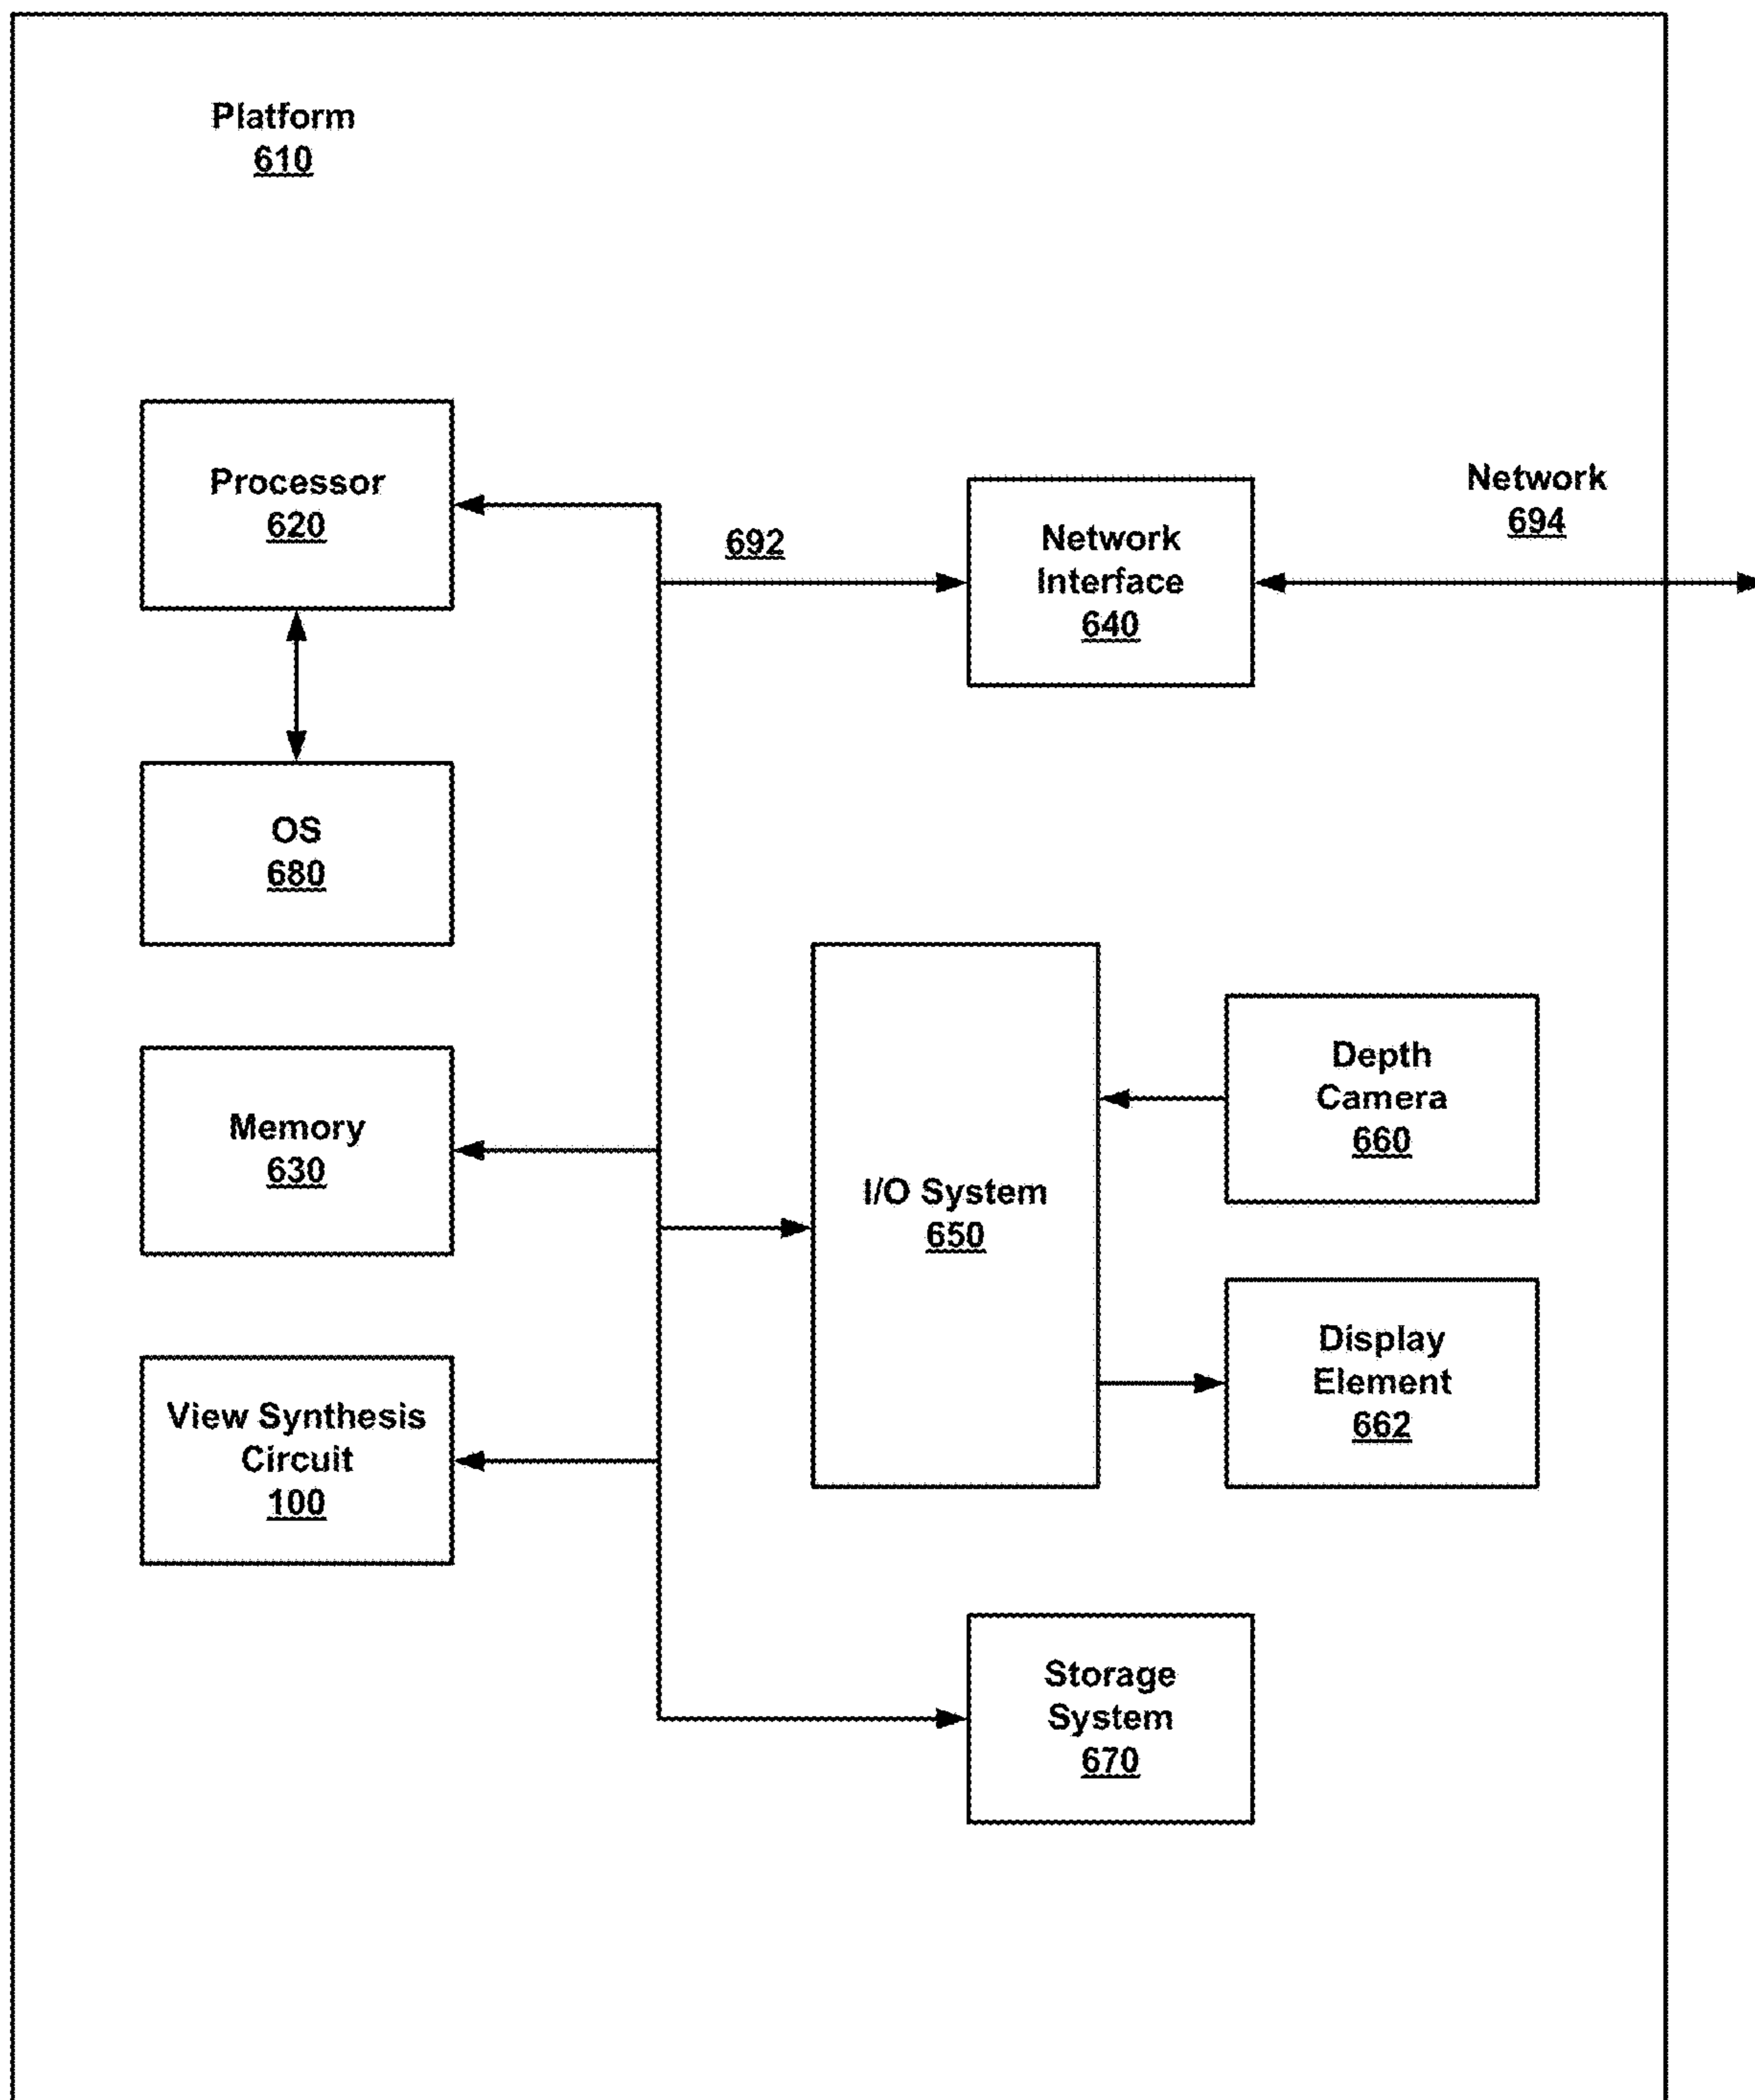 Platform
610
Processor
620
692
Network
Interface
640
Network
694
OS
680
Memory
630
I/O System
650
Depth
Camera
660
Display
Element
662
View Synthesis
Circuit
100
Storage
System
670